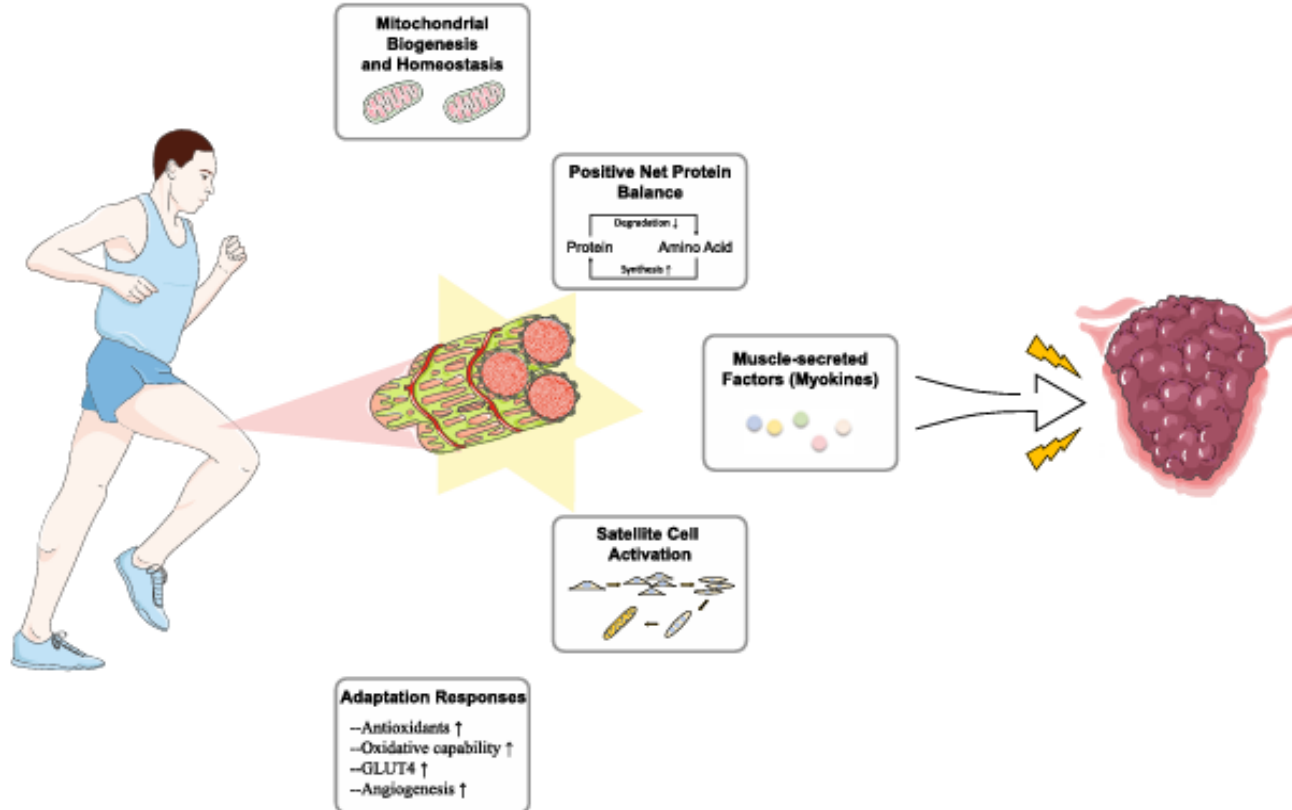 Mitochondrial
Biogenesis
and Homeostasis
Positive Net Protein
Balance
Degradation ↓
Protein Amino Acid
Synthesis ↑
Muscle-secreted
Factors (Myokines)
Satellite Cell
Activation
Adaptation Responses
--Antioxidants ↑
--Oxidative capability ↑
--GLUT4 ↑
--Angiogenesis ↑